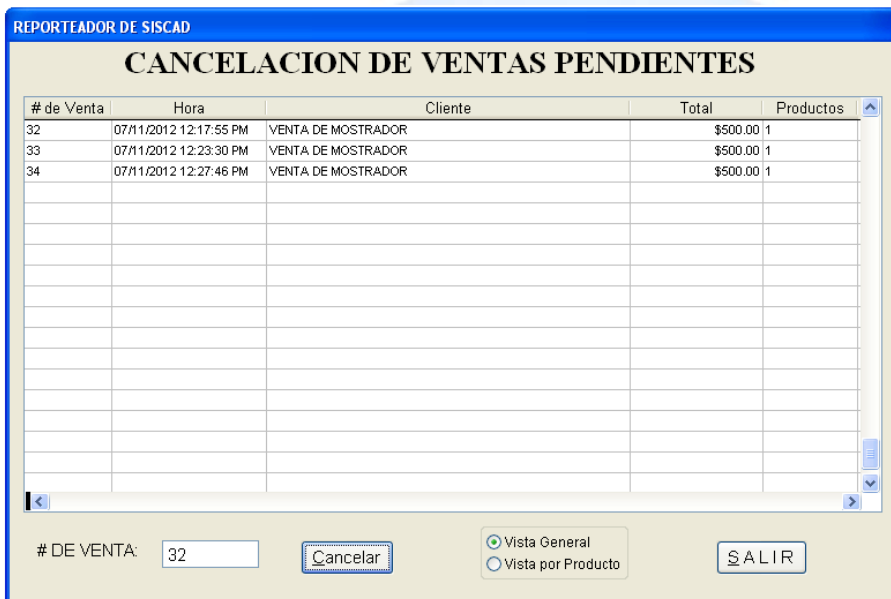 REPORTEADOR DE SISCAD
CANCELACION DE VENTAS PENDIENTES
# de Venta Hora Cliente Total Productos
32 07/11/2012 12:17:55 PM VENTA DE MOSTRADOR $500.00 1
33 07/11/2012 12:23:30 PM VENTA DE MOSTRADOR $500.00 1
34 07/11/2012 12:27:46 PM VENTA DE MOSTRADOR $500.00 1
# DE VENTA: 32 Cancelar Vista General SALIR
Vista por Producto